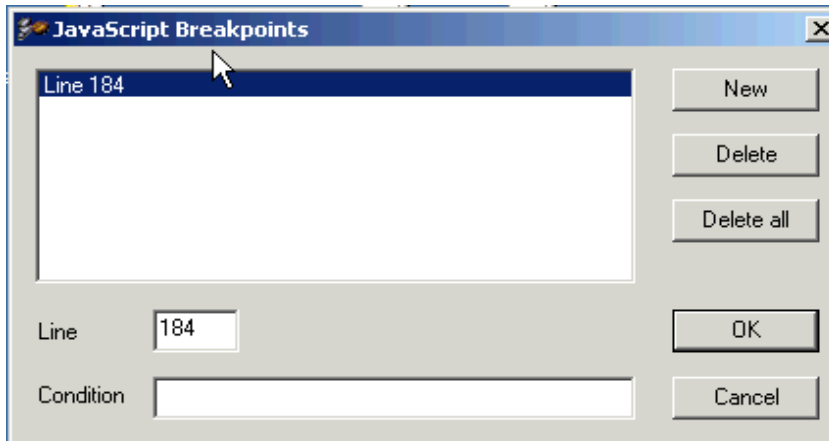 JavaScript Breakpoints
Line 184
New
Delete
Delete all
Line 184
OK
Condition
Cancel